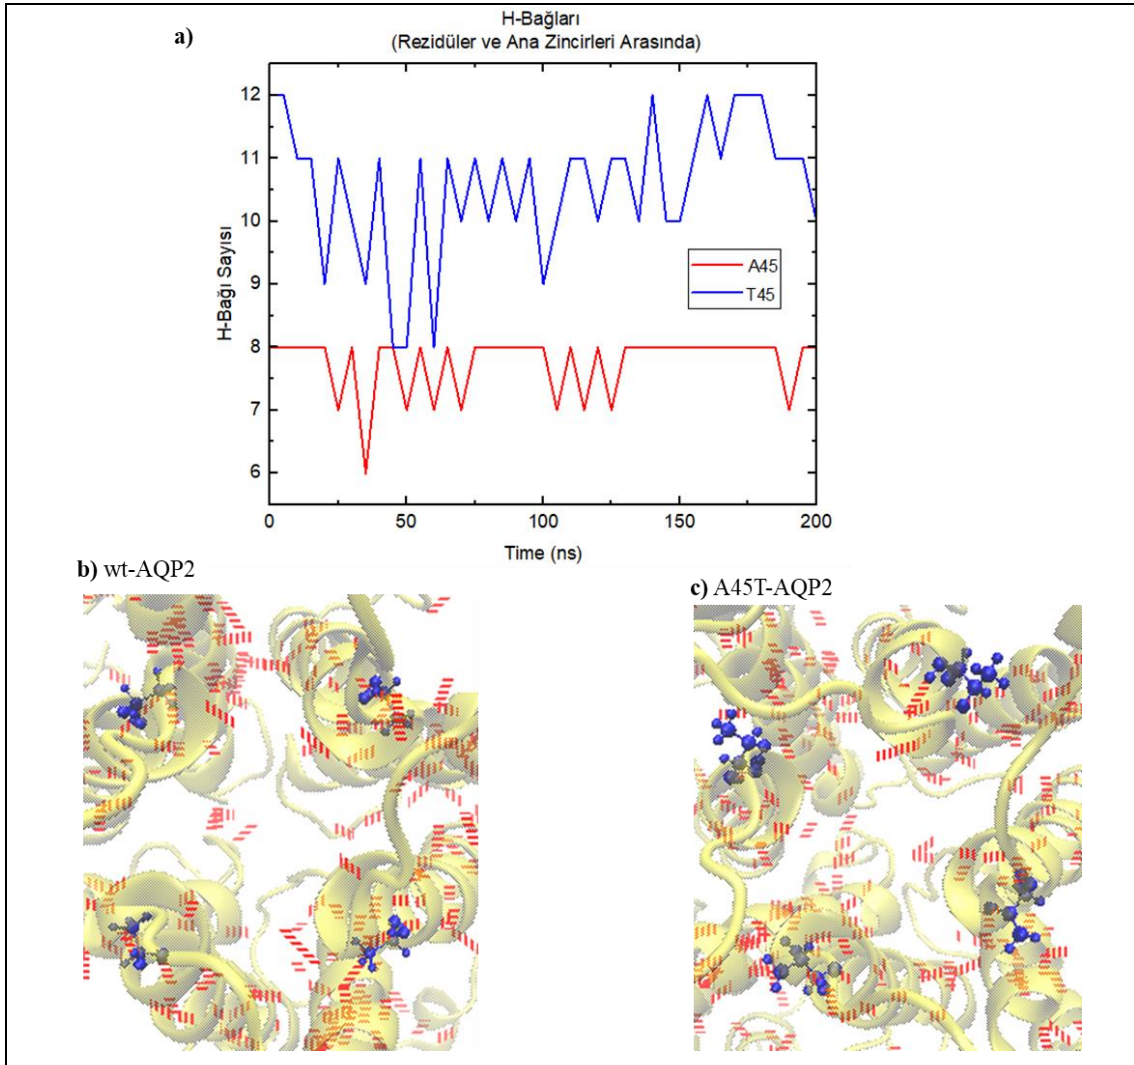 a)
H-Bağları
(Rezidüler ve Ana Zincirleri Arasında)
12
11
10
9
8
7
6
H-Bağı Sayısı
A45
T45
0
50
100
150
200
Time (ns)
b) wt-AQP2
c) A45T-AQP2